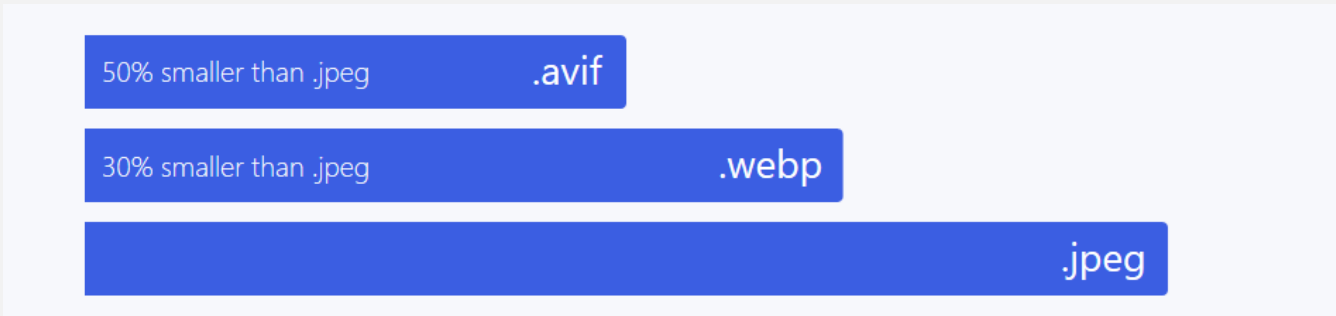 50% smaller than .jpeg .avif
30% smaller than .jpeg .webp
.jpeg